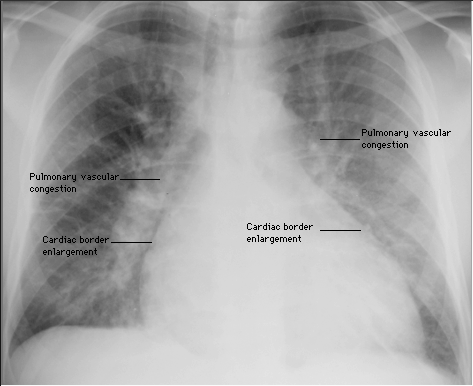 Pulmonary vascular
congestion
Pulmonary vascular
congestion
Cardiac border
enlargement
Cardiac border
enlargement